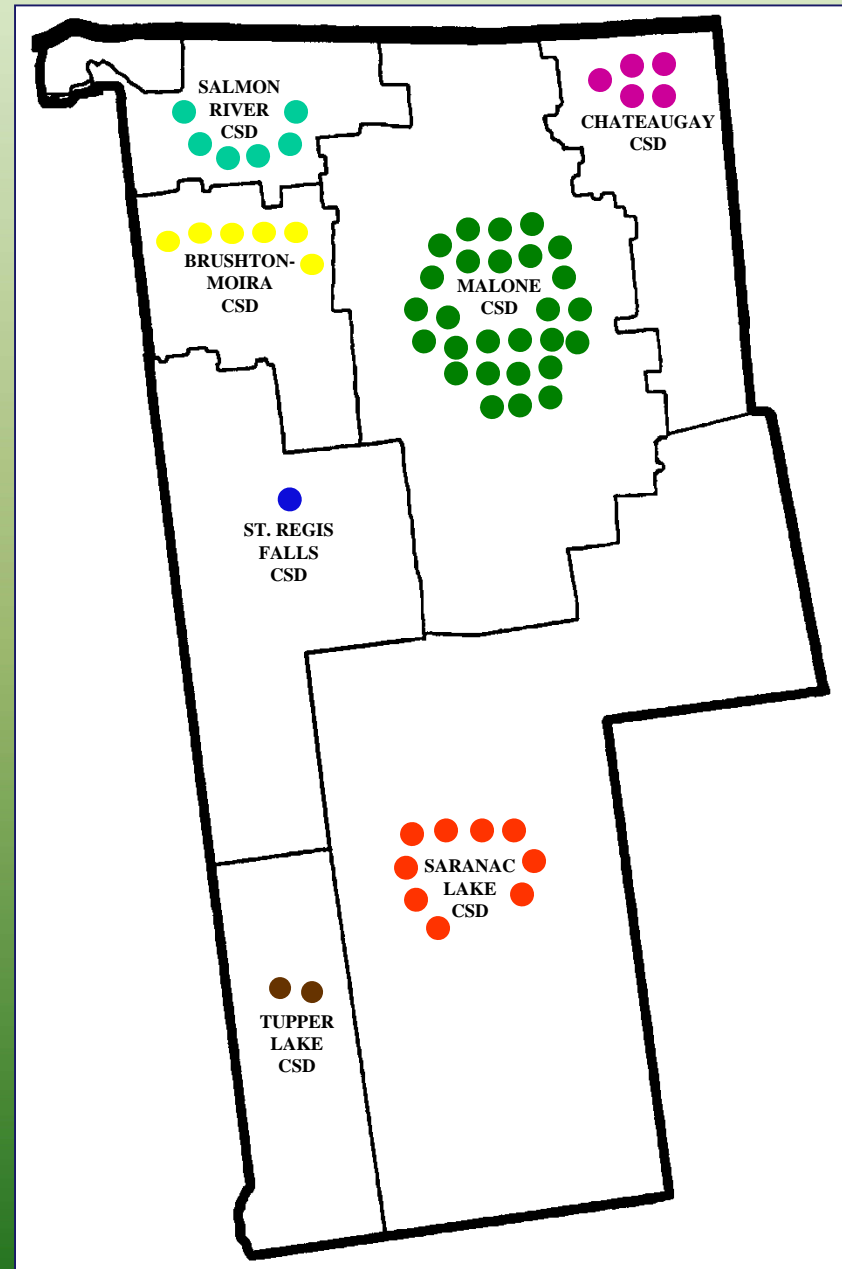 SALMON
RIVER
CSD
CHATEAUGAY
CSD
BRUSHTON-
MOIRA
CSD
MALONE
CSD
ST. REGIS
FALLS
CSD
SARANAC
LAKE
CSD
TUPPER
LAKE
CSD